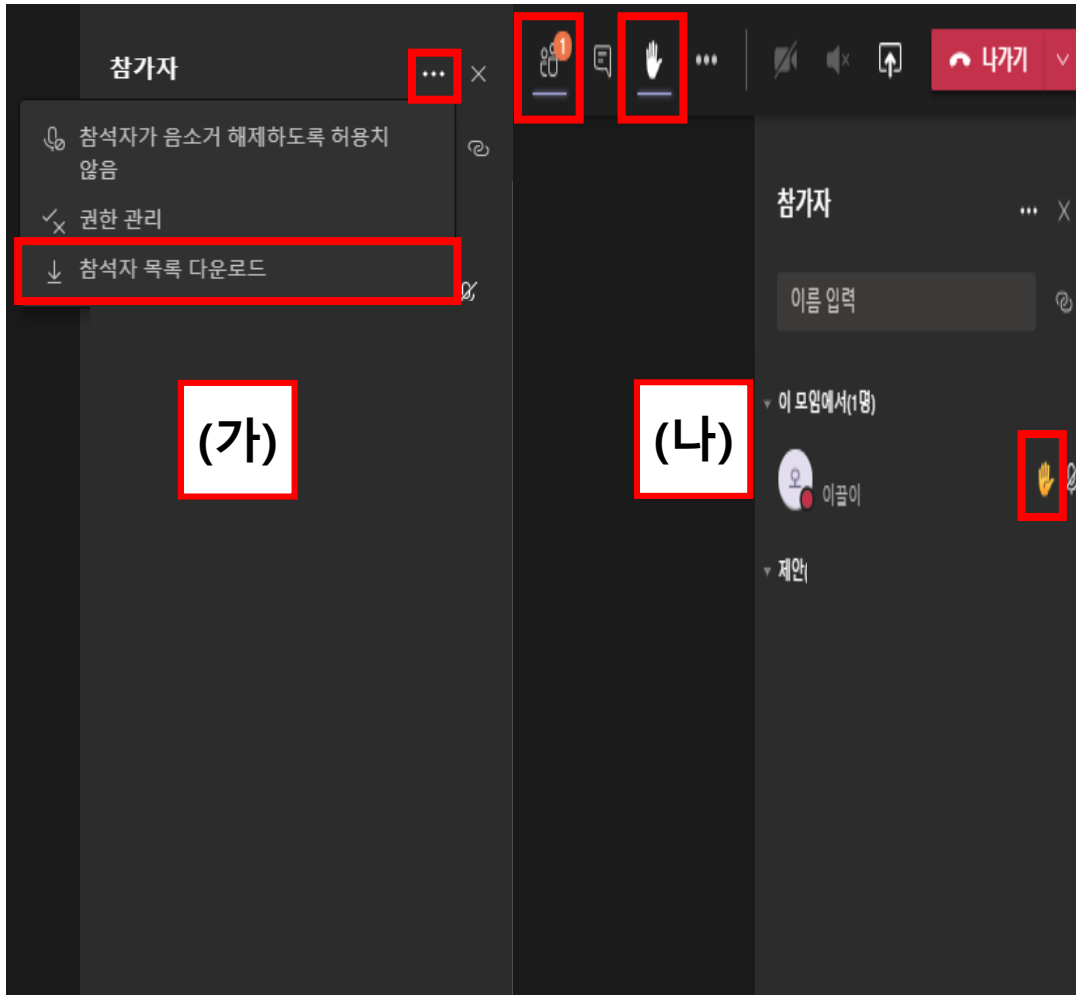 참가자
참석자가 음소거 해제하도록 허용치
않음
권한 관리
참석자 목록 다운로드
(가)
1
나가기
참가자
이름 입력
이 모임에서(1명)
오
이끎이
제안(
(나)